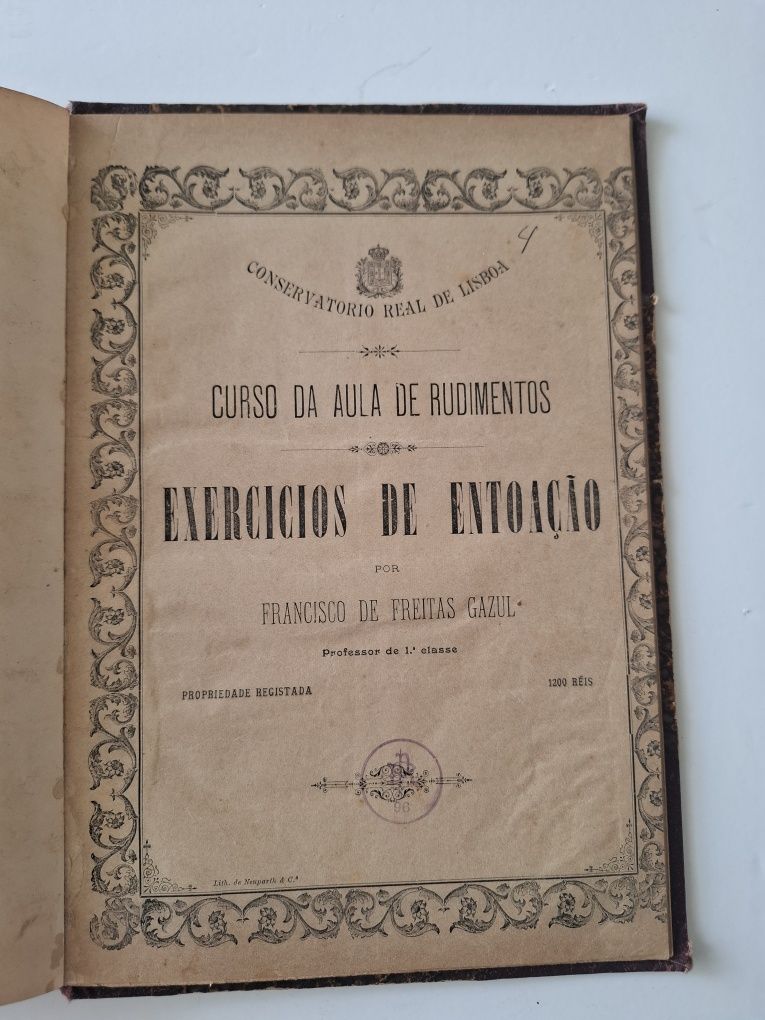 4
CONSERVATORIO REAL DE LISBOA
CURSO DA AULA DE RUDIMENTOS
EXERCICIOS DE ENTOAÇÃO
POR
FRANCISCO DE FREITAS GAZUL
Professor de 1.ª classe
PROPRIEDADE REGISTADA
1200 RÉIS
96
Lith. de Neuparth & C.ª